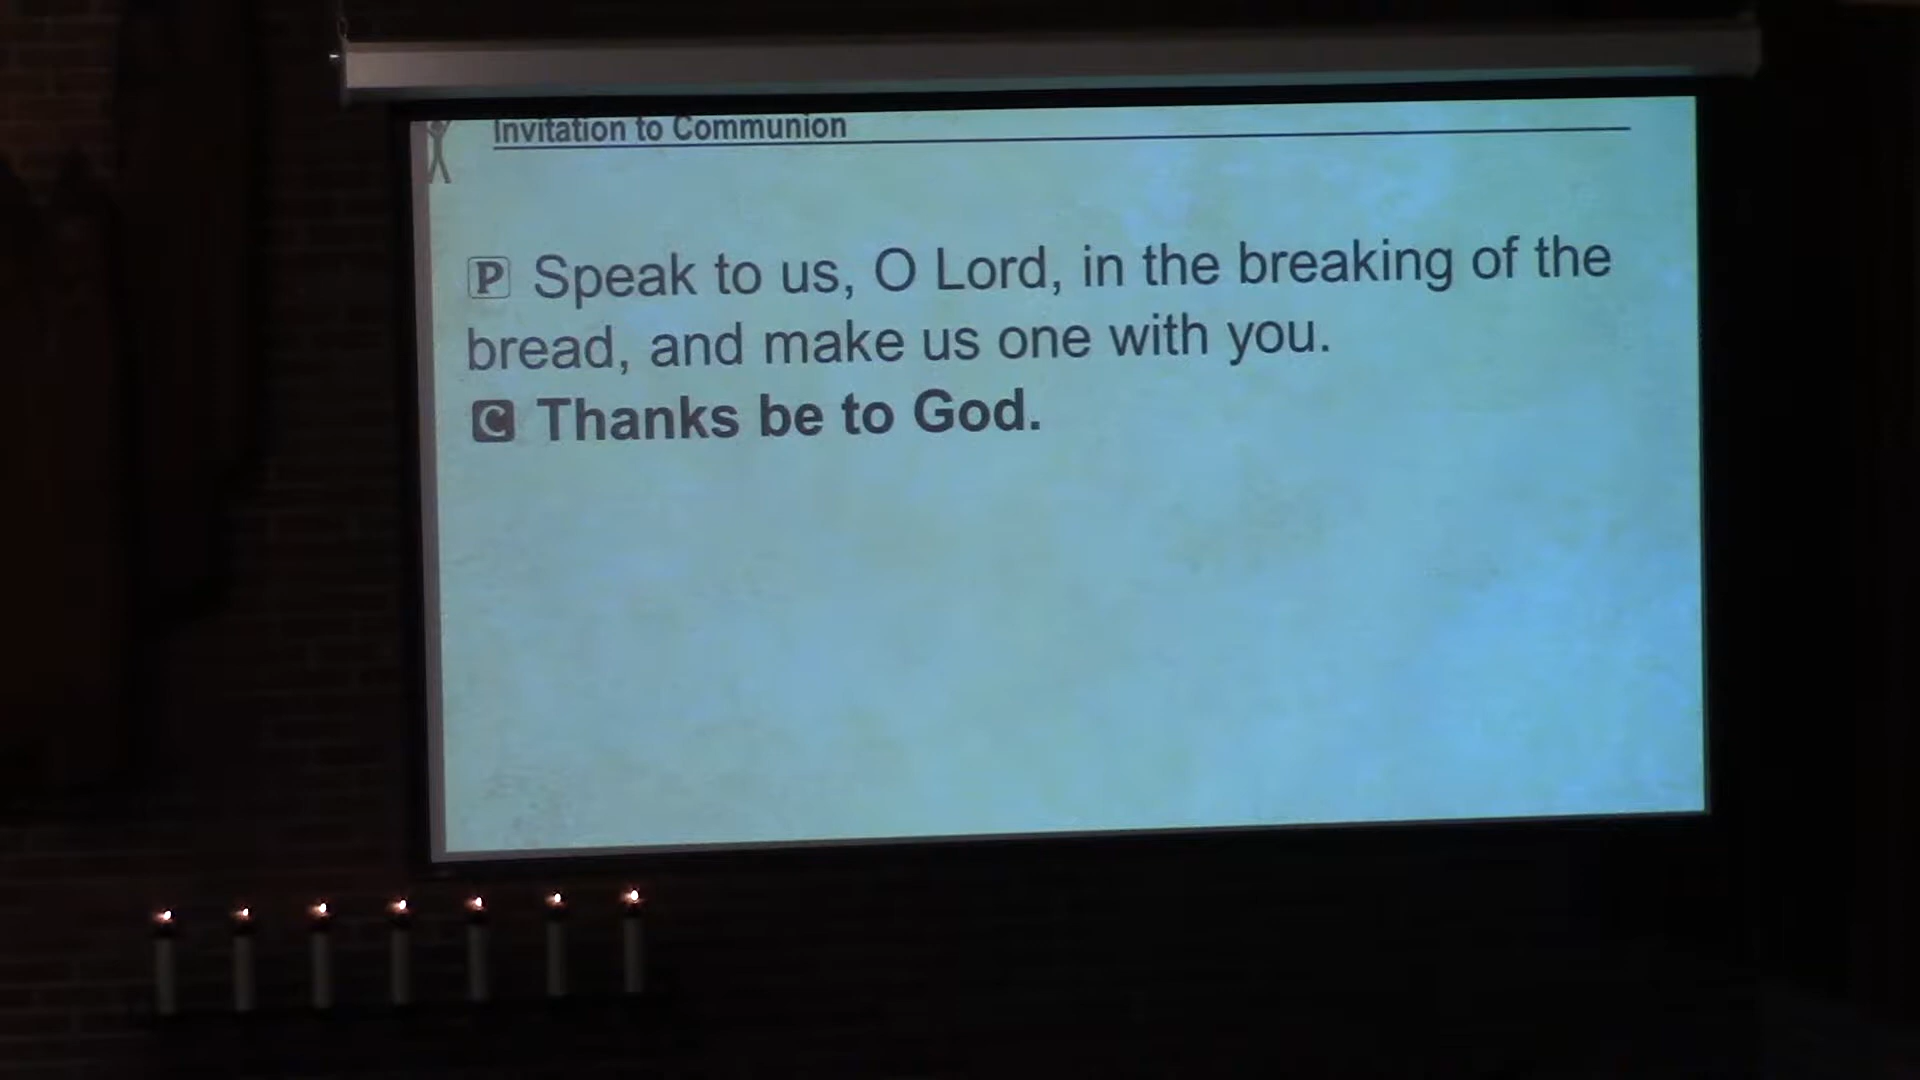 Invitation to Communion
P Speak to us, O Lord, in the breaking of the
bread, and make us one with you.
C Thanks be to God.